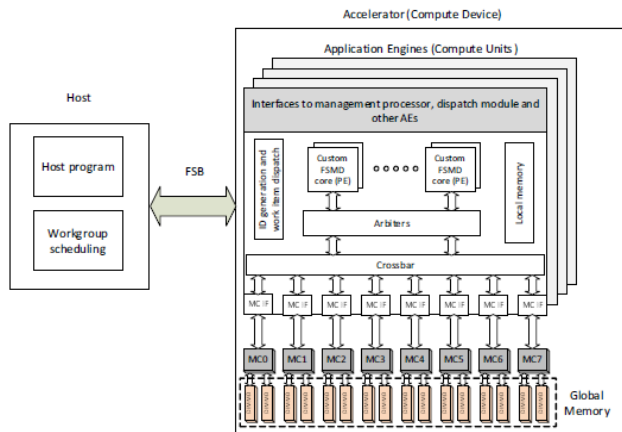 Accelerator (Compute Device)
Application Engines (Compute Units )
Host
Interfaces to management processor, dispatch module and
other AEs
Host program
FSB
ID generation and
work item dispatch
Custom
FSMD
core (PE)
Custom
FSMD
core (PE)
Local memory
Workgroup
scheduling
Arbiters
Crossbar
MC IF
MC IF
MC IF
MC IF
MC IF
MC IF
MC IF
MC IF
MC0
MC1
MC2
MC3
MC4
MC5
MC6
MC7
Global
Memory